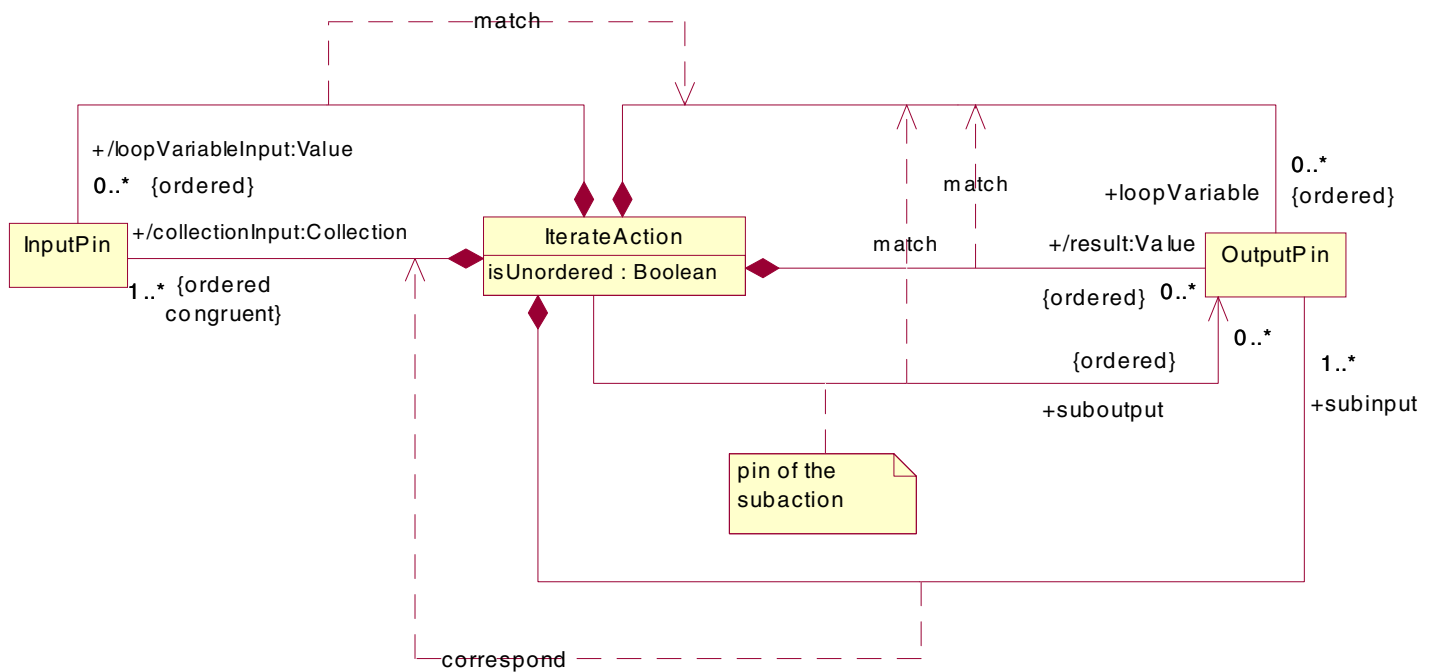 match
+/loopVariableInput:Value
0..* {ordered}
0..*
{ordered}
+loopVariable
match
InputPin
+/collectionInput:Collection
1..* {ordered
congruent}
IterateAction
isUnordered : Boolean
match
+/result:Value
{ordered} 0..*
OutputPin
0..*
{ordered}
+suboutput
1..*
+subinput
pin of the
subaction
correspond